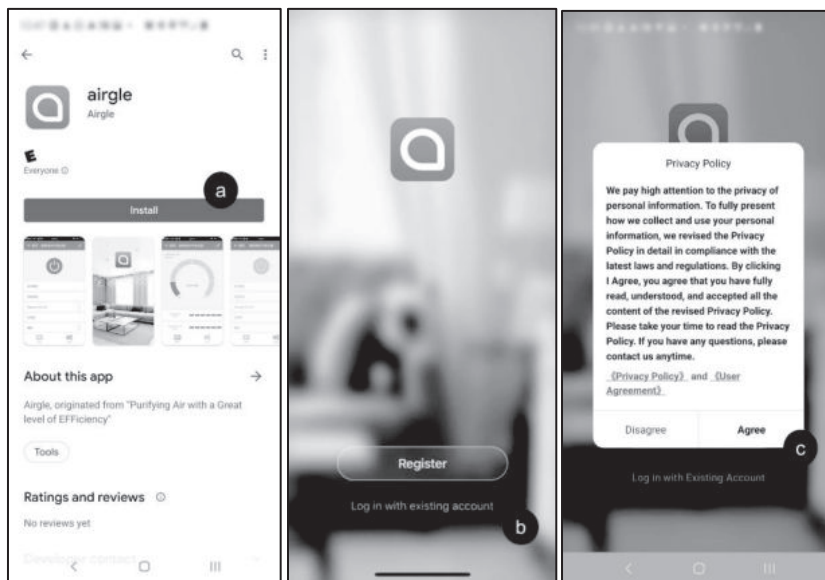 airgle
Airgle
E
Everyone
a
Install
About this app
Airgle, originated from "Purifying Air with a Great
level of EFFiciency"
Tools
Ratings and reviews
No reviews yet
Developer contact
Register
Log in with existing account
b
Privacy Policy
We pay high attention to the privacy of
personal information. To fully present
how we collect and use your personal
information, we revised the Privacy
Policy in detail in compliance with the
latest laws and regulations. By clicking
I Agree, you agree that you have fully
read, understood, and accepted all the
content of the revised Privacy Policy.
Please take your time to read the Privacy
Policy. If you have any questions, please
contact us anytime.
《Privacy Policy》 and 《User
Agreement》
Disagree Agree
c
Log in with Existing Account